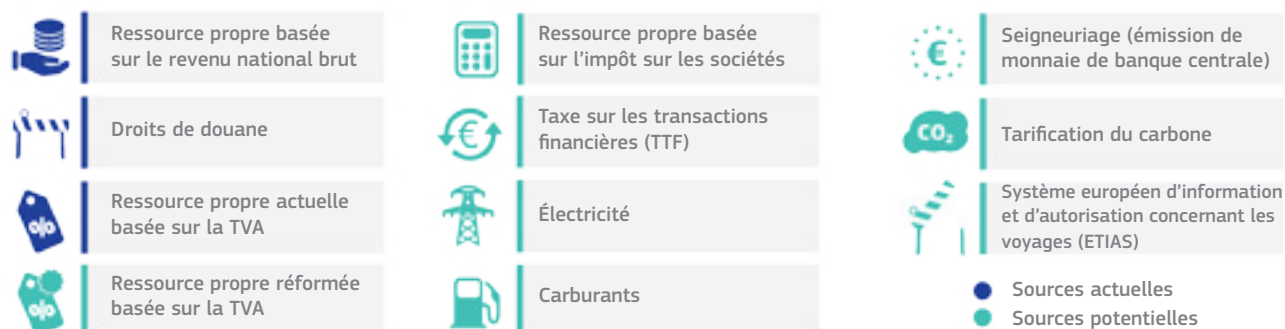 Ressource propre basée
sur le revenu national brut
Droits de douane
Ressource propre actuelle
basée sur la TVA
Ressource propre réformée
basée sur la TVA
Ressource propre basée
sur l'impôt sur les sociétés
Taxe sur les transactions
financières (TTF)
Électricité
Carburants
€
Seigneuriage (émission de
monnaie de banque centrale)
CO₂
Tarification du carbone
Système européen d'information
et d'autorisation concernant les
voyages (ETIAS)
Sources actuelles
Sources potentielles